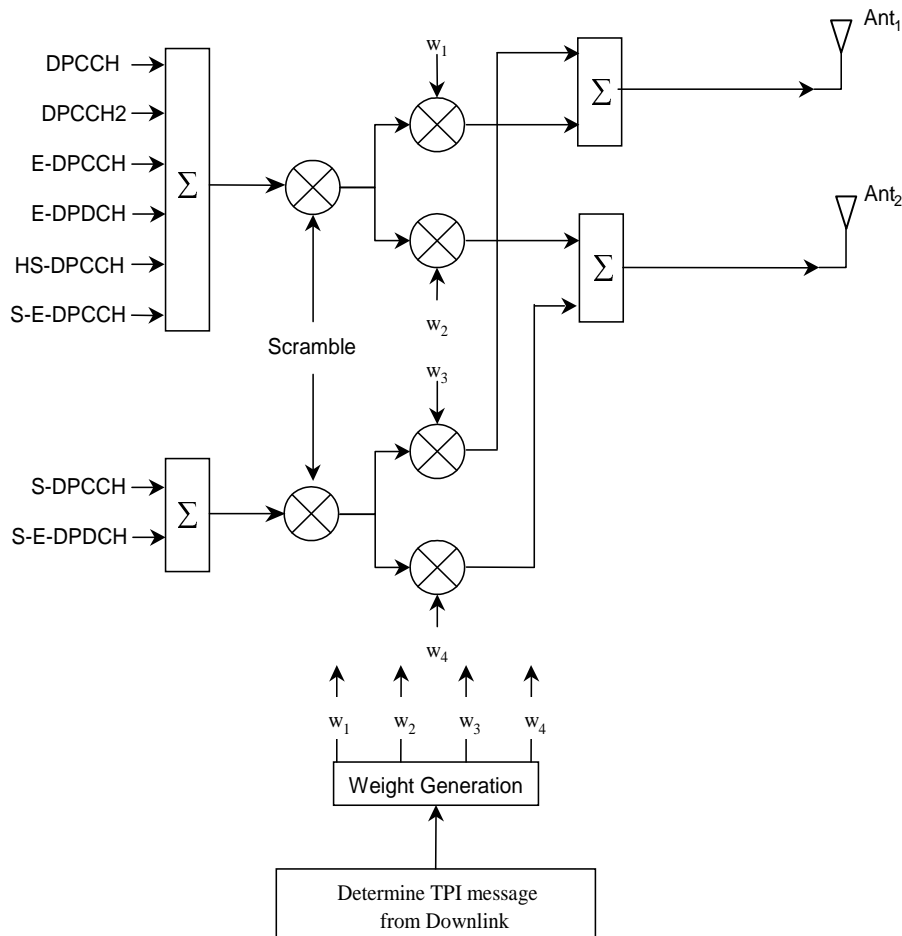 Ant₁
w₁
DPCCH
Σ
DPCCH2
E-DPCCH
Σ
Ant₂
E-DPDCH
Σ
HS-DPCCH
S-E-DPCCH
w₂
Scramble
w₃
S-DPCCH
Σ
S-E-DPDCH
w₄
w₁ w₂ w₃ w₄
Weight Generation
Determine TPI message
from Downlink